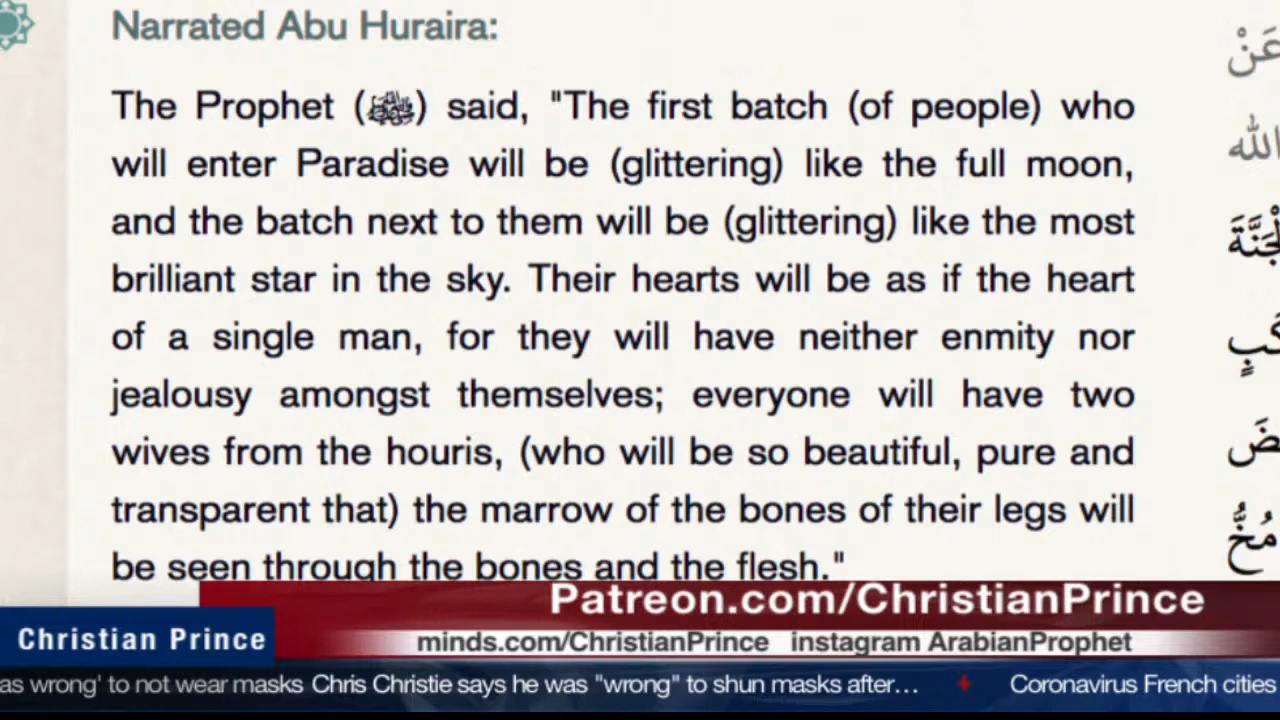 Narrated Abu Huraira:
The Prophet (ﷺ) said, "The first batch (of people) who
will enter Paradise will be (glittering) like the full moon,
and the batch next to them will be (glittering) like the most
brilliant star in the sky. Their hearts will be as if the heart
of a single man, for they will have neither enmity nor
jealousy amongst themselves; everyone will have two
wives from the houris, (who will be so beautiful, pure and
transparent that) the marrow of the bones of their legs will
be seen through the bones and the flesh."
عَنْ
الله
مُخُّ
Patreon.com/ChristianPrince
Christian Prince
minds.com/ChristianPrince instagram ArabianProphet
as wrong' to not wear masks Chris Christie says he was "wrong" to shun masks after... Coronavirus French cities